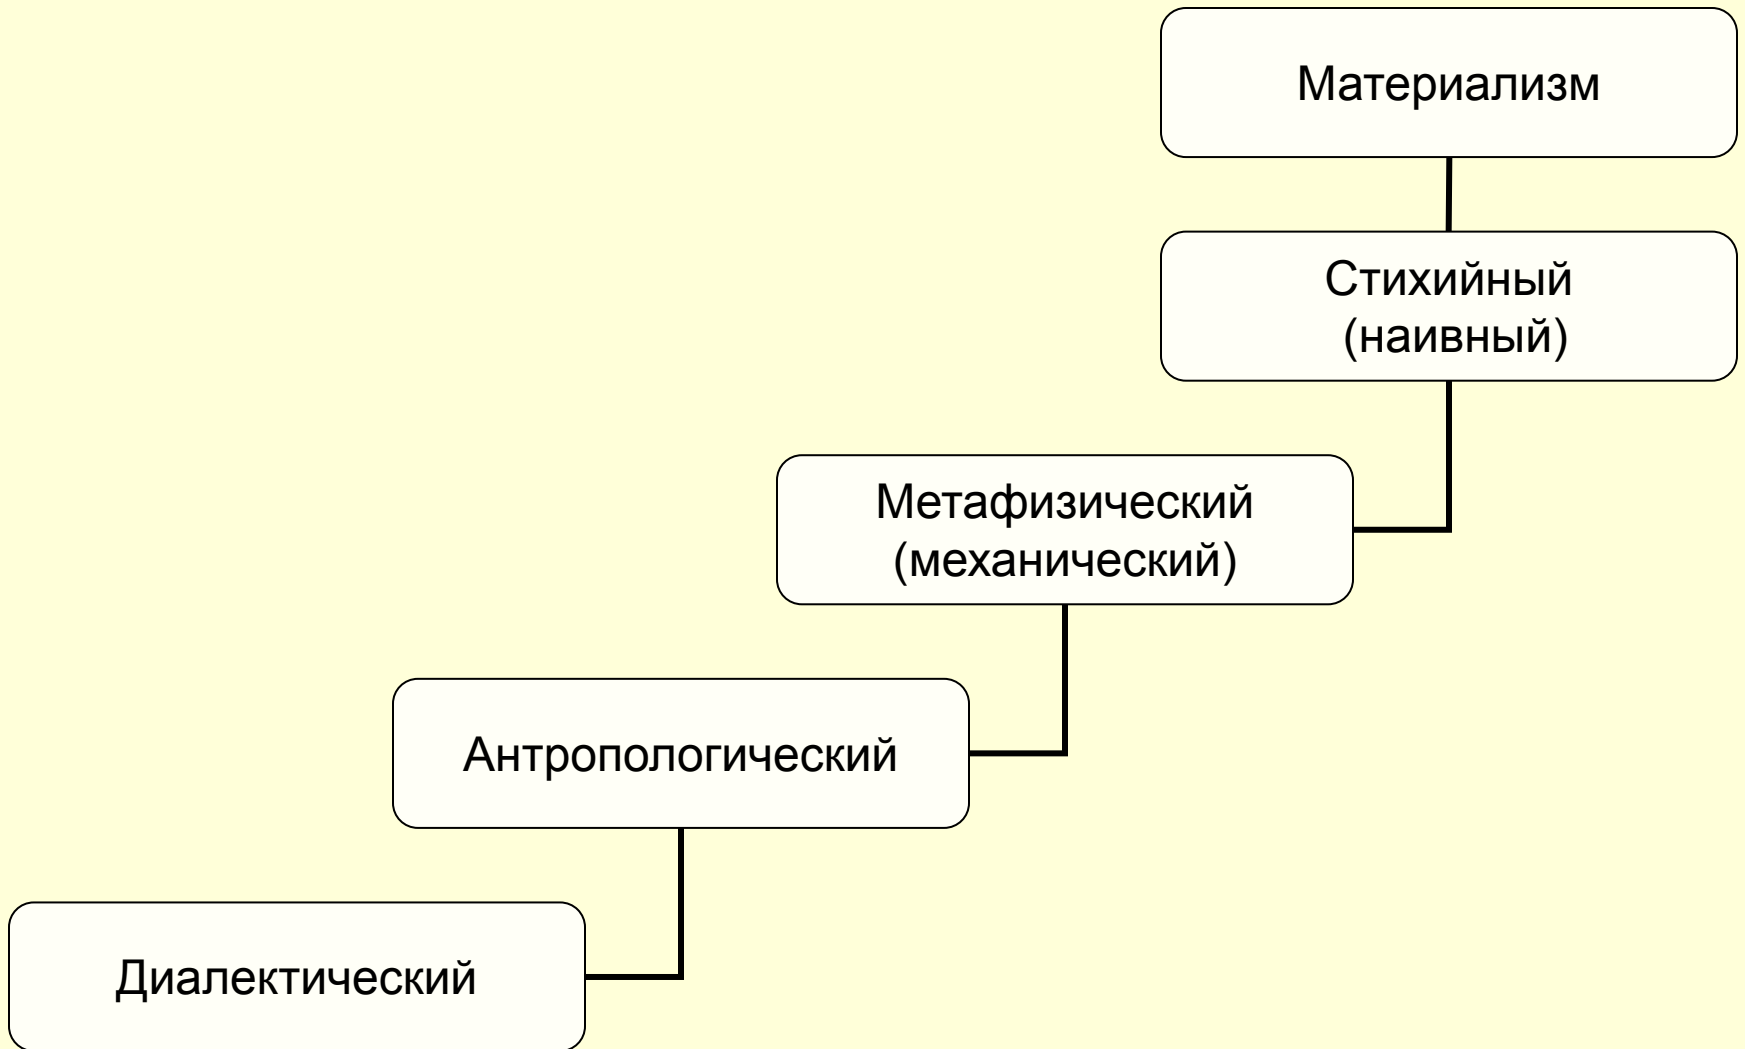 Материализм
Стихийный
(наивный)
Метафизический
(механический)
Антропологический
Диалектический